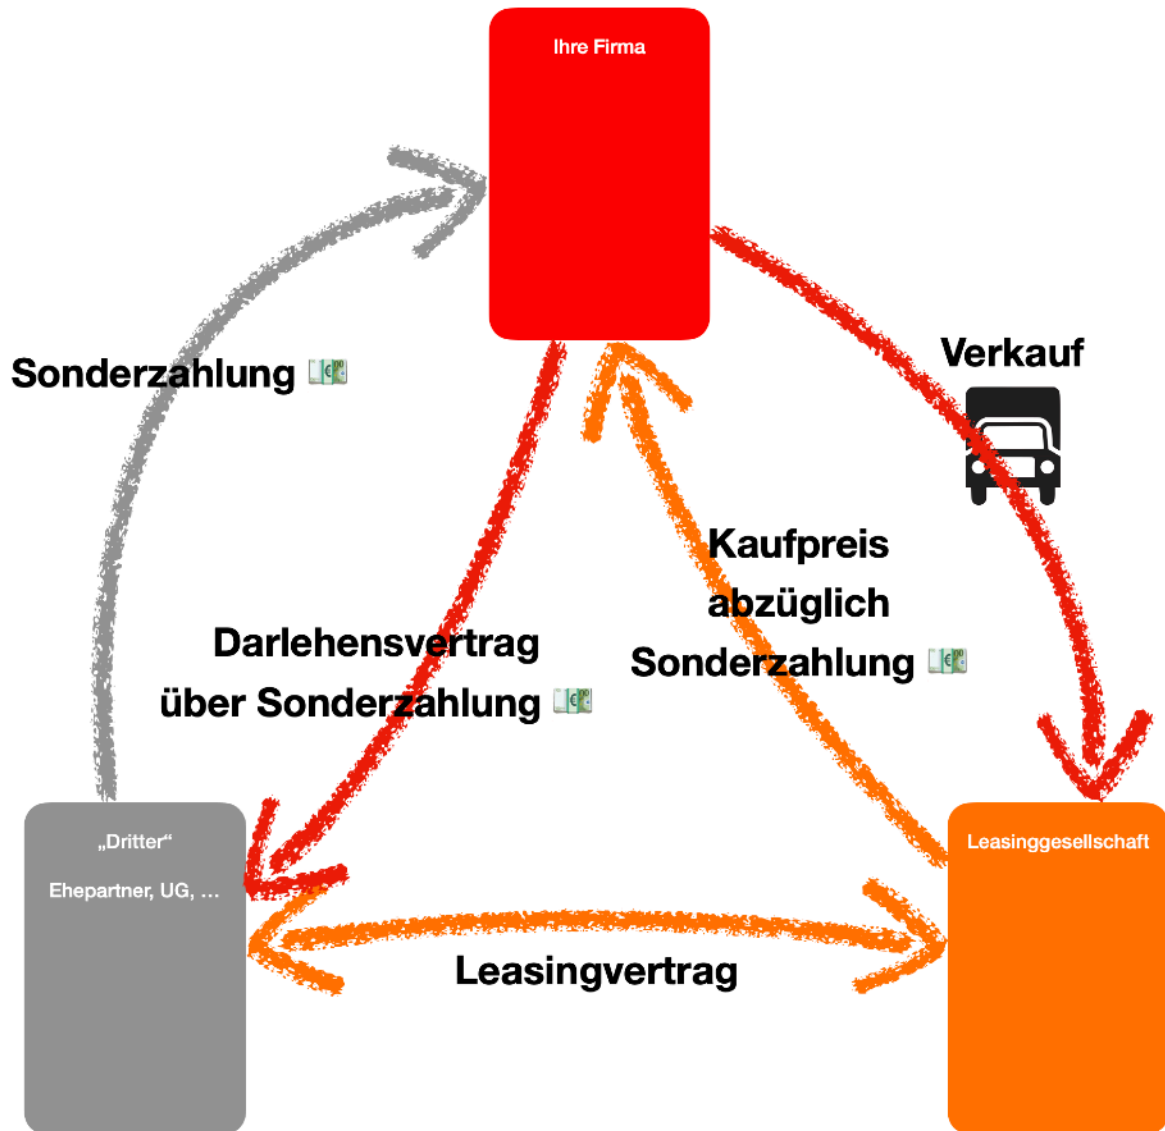 Ihre Firma
Sonderzahlung 💶
Verkauf
Kaufpreis
abzüglich
Sonderzahlung 💶
Darlehensvertrag
über Sonderzahlung 💶
„Dritter“
Ehepartner, UG, …
Leasinggesellschaft
Leasingvertrag